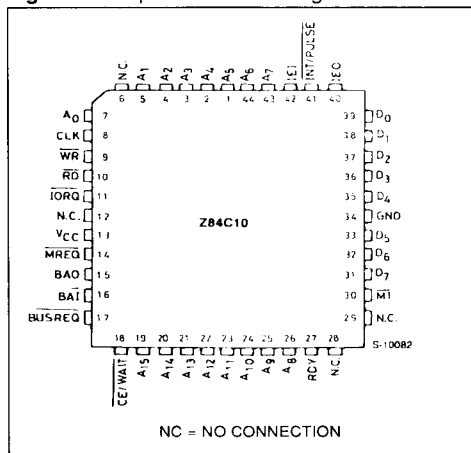 N.C. A1 A2 A3 A4 A5 A6 A7 IEI INT/PULSE IEO
6 5 4 3 2 1 44 43 42 41 40
A0 7 39 D0
CLK 8 38 D1
WR 9 37 D2
RD 10 36 D3
IORQ 11 35 D4
N.C. 12 34 GND
Z84C10
VCC 13 33 D5
MREQ 14 32 D6
BAO 15 31 D7
BAI 16 30 M1
BUSREQ 17 29 N.C.
18 19 20 21 22 23 24 25 26 27 28
S-10082
CE/WAIT A15 A14 A13 A12 A11 A10 A9 A8 RDY N.C.
NC = NO CONNECTION